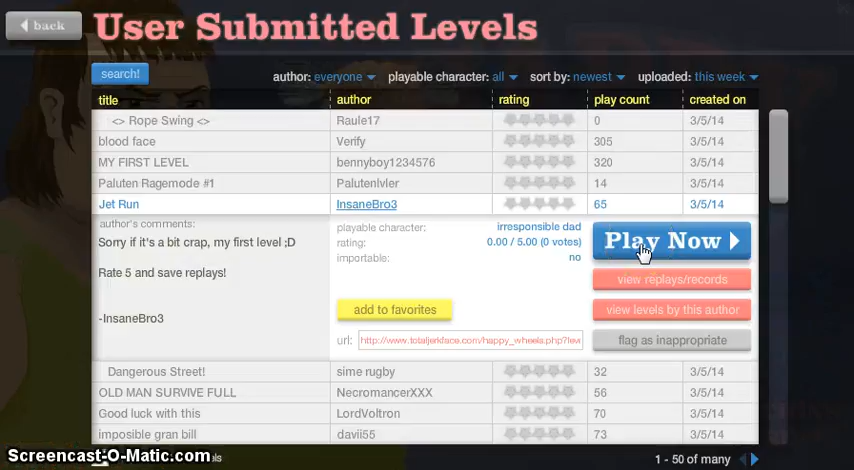 back
User Submitted Levels
search!
author: everyone playable character: all sort by: newest uploaded: this week
title author rating play count created on
<> Rope Swing <> Raule17 0 3/5/14
blood face Verify 305 3/5/14
MY FIRST LEVEL bennyboy1234576 320 3/5/14
Paluten Ragemode #1 Palutenlvler 14 3/5/14
Jet Run InsaneBro3 65 3/5/14
author's comments:
Sorry if it's a bit crap, my first level ;D
Rate 5 and save replays!
-InsaneBro3
playable character: irresponsible dad
rating: 0.00 / 5.00 (0 votes)
importable: no
add to favorites
url: http://www.totaljerkface.com/happy_wheels.php?leve
Play Now
view replays/records
view levels by this author
flag as inappropriate
Dangerous Street! sime rugby 32 3/5/14
OLD MAN SURVIVE FULL NecromancerXXX 56 3/5/14
Good luck with this LordVoltron 70 3/5/14
imposible gran bill davii55 73 3/5/14
Screencast-O-Matic.com
1 - 50 of many